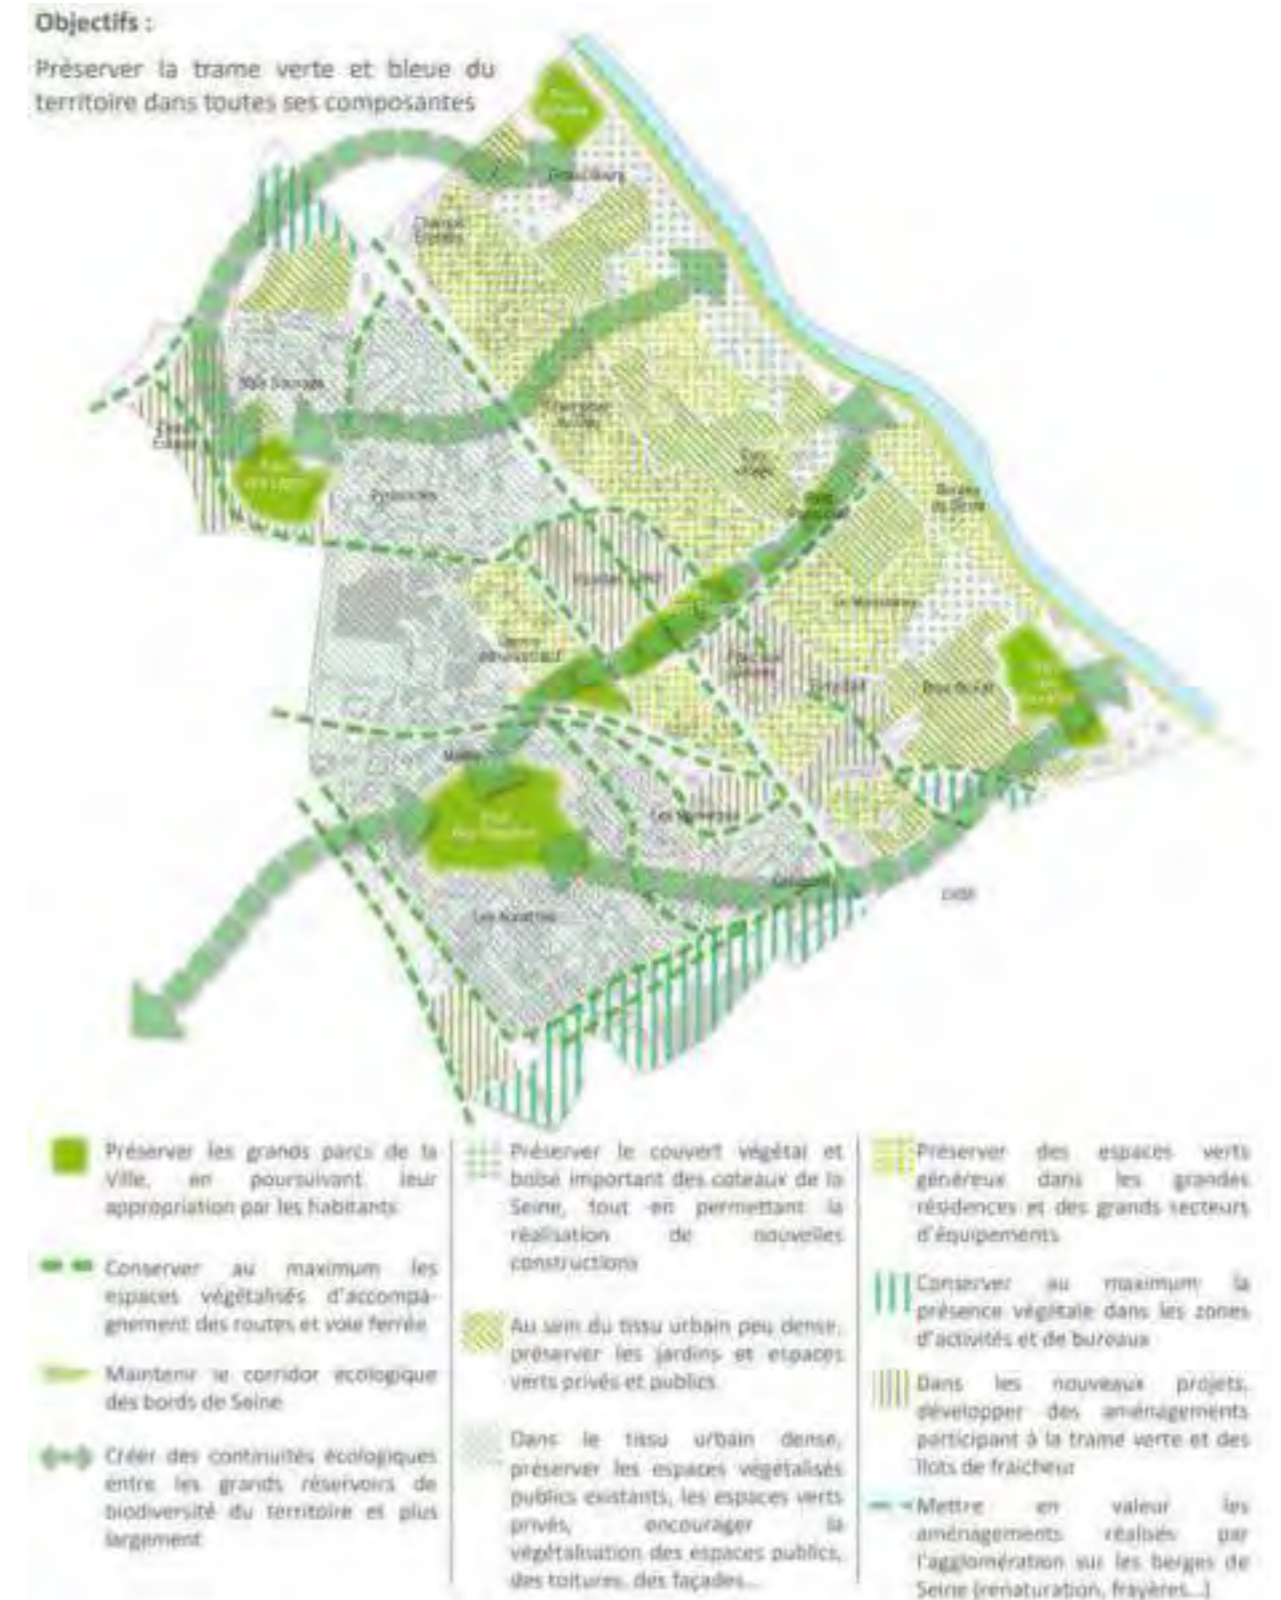 Objectifs :
Préserver la trame verte et bleue du
territoire dans toutes ses composantes
Bois Sauvage
Pyramides
Les Aunettes
Préserver les grands parcs de la
Ville, en poursuivant leur
appropriation par les habitants
Conserver au maximum les
espaces végétalisés d'accompa-
gnement des routes et voie ferrée
Maintenir le corridor écologique
des bords de Seine
Créer des continuités écologiques
entre les grands réservoirs de
biodiversité du territoire et plus
largement
Préserver le couvert végétal et
boisé important des coteaux de la
Seine, tout en permettant la
réalisation de nouvelles
constructions
Au sein du tissu urbain peu dense,
préserver les jardins et espaces
verts privés et publics
Dans le tissu urbain dense,
préserver les espaces végétalisés
publics existants, les espaces verts
privés, encourager la
végétalisation des espaces publics,
des toitures, des façades...
Préserver des espaces verts
généreux dans les grandes
résidences et des grands secteurs
d'équipements
Conserver au maximum la
présence végétale dans les zones
d'activités et de bureaux
Dans les nouveaux projets,
développer des aménagements
participant à la trame verte et des
îlots de fraicheur
Mettre en valeur les
aménagements réalisés par
l'agglomération sur les berges de
Seine (renaturation, frayères...)